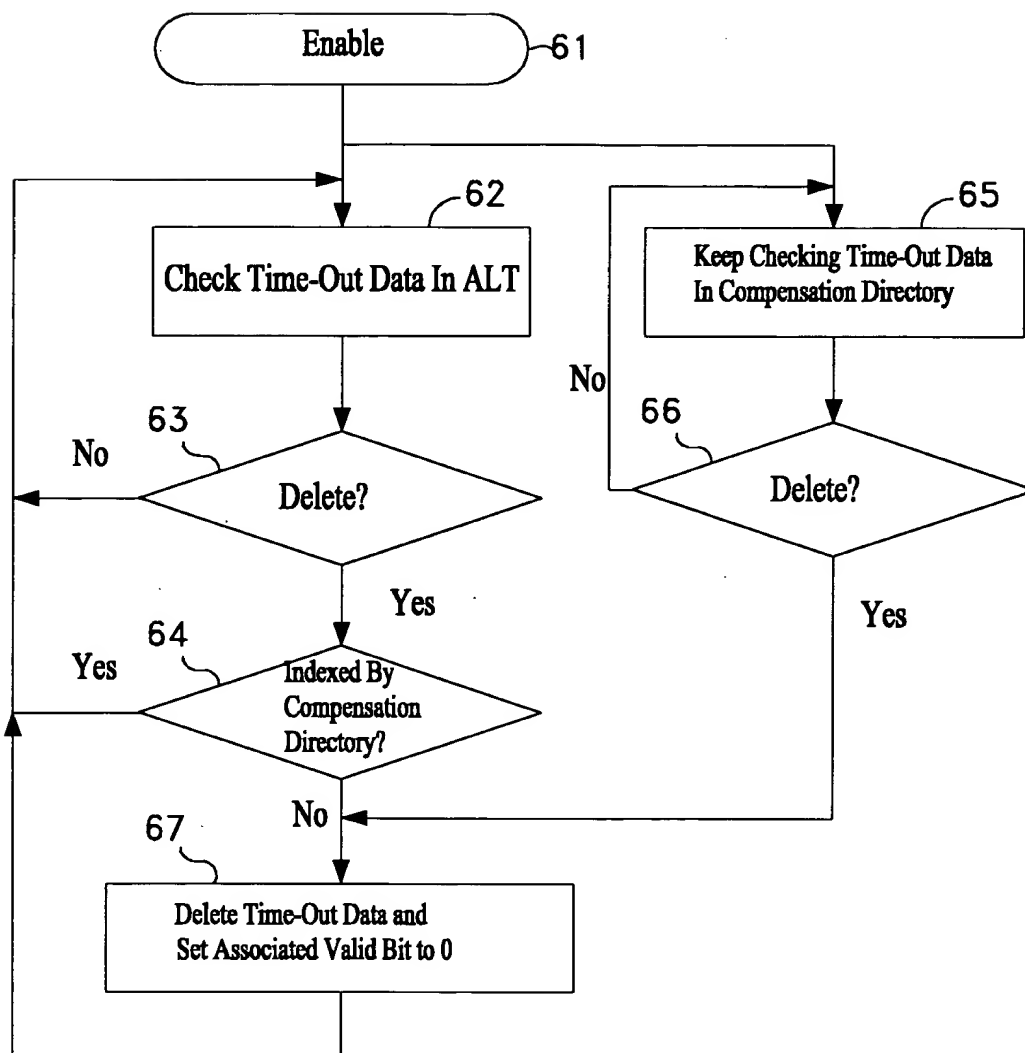 Enable
61
62
65
Check Time-Out Data In ALT
Keep Checking Time-Out Data
In Compensation Directory
No
63
66
No
Delete?
Delete?
Yes
Yes
64
Yes
Indexed By
Compensation
Directory?
No
67
Delete Time-Out Data and
Set Associated Valid Bit to 0